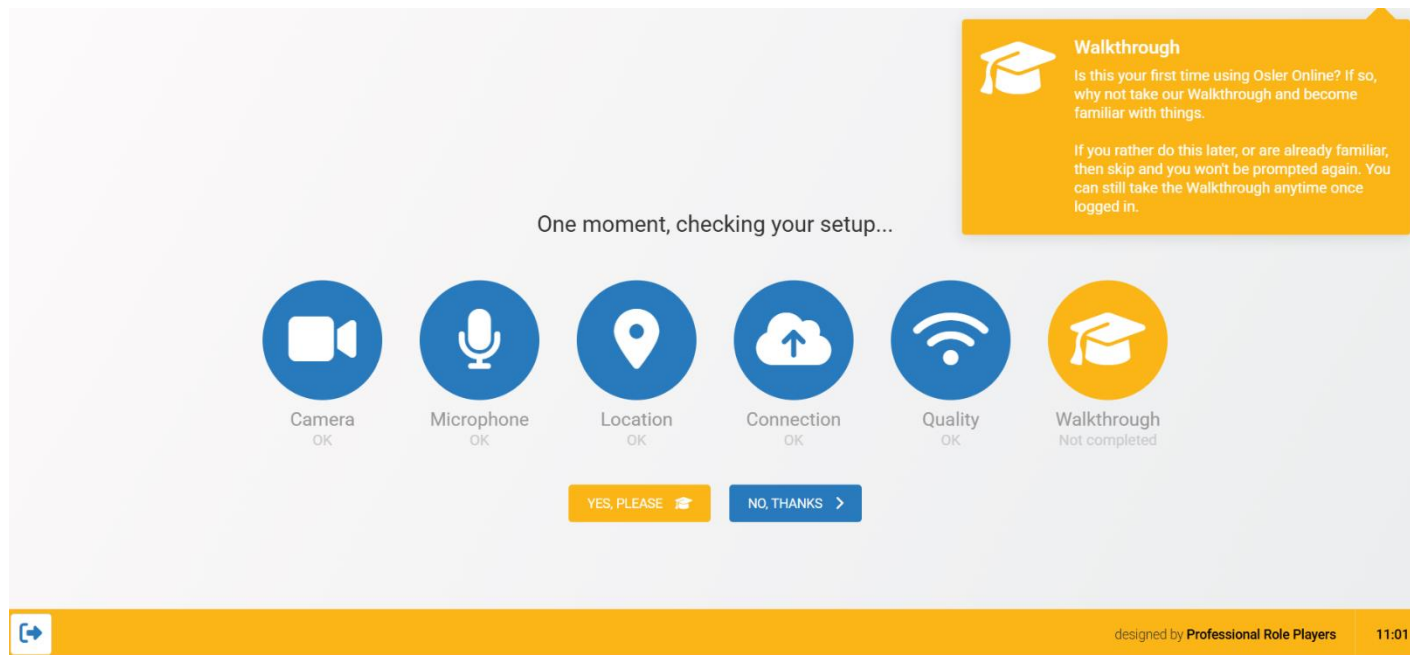 Walkthrough
Is this your first time using Osler Online? If so,
why not take our Walkthrough and become
familiar with things.
If you rather do this later, or are already familiar,
then skip and you won't be prompted again. You
can still take the Walkthrough anytime once
logged in.
One moment, checking your setup...
Camera
OK
Microphone
OK
Location
OK
Connection
OK
Quality
OK
Walkthrough
Not completed
YES, PLEASE
NO, THANKS
designed by Professional Role Players
11:01